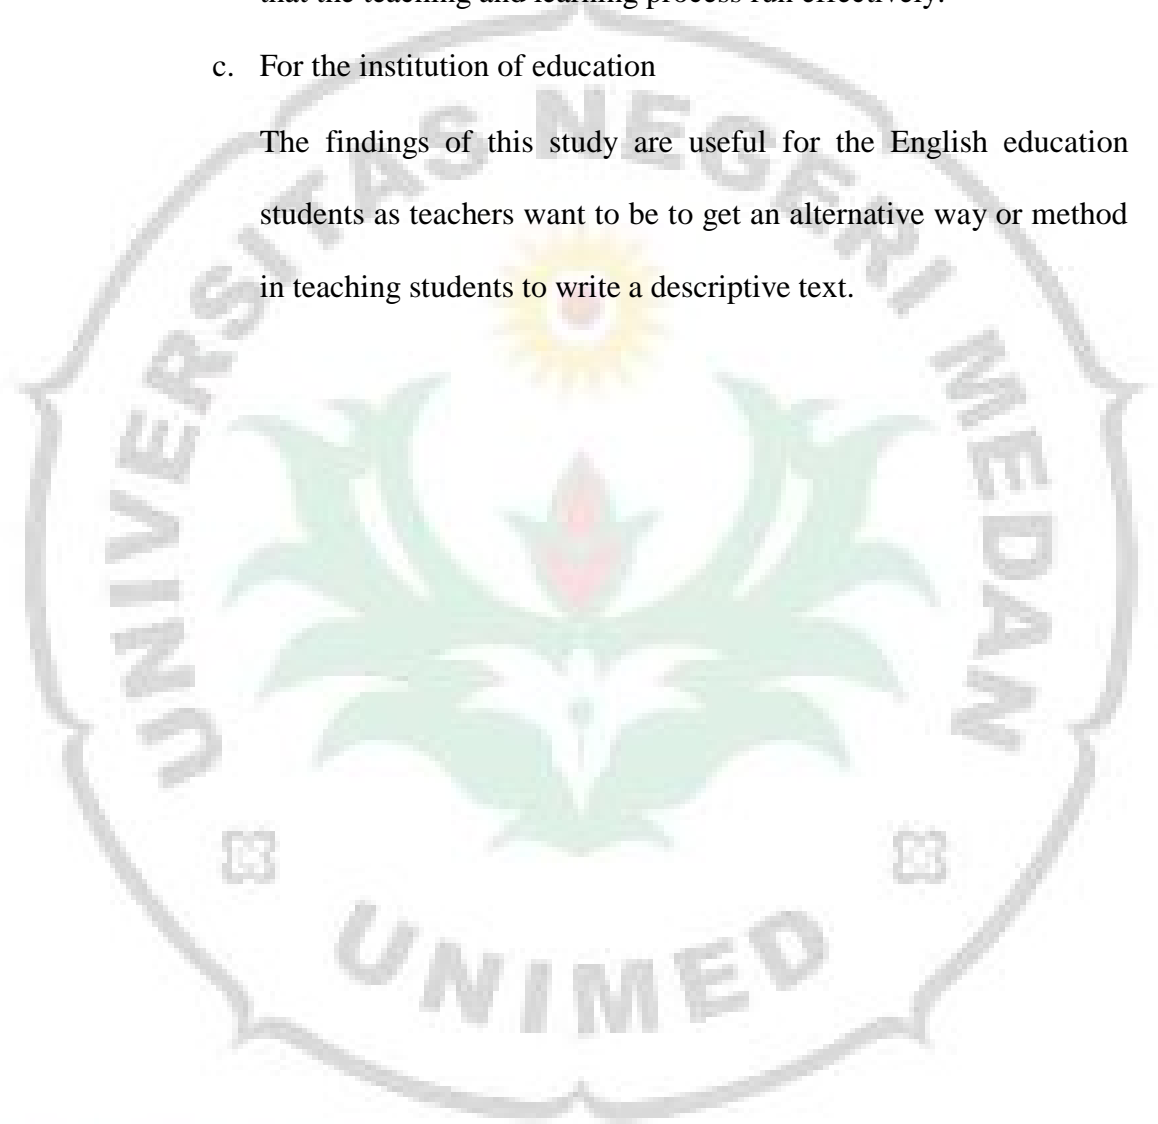 that the teaching and learning process run effectively.
c. For the institution of education
The findings of this study are useful for the English education
students as teachers want to be to get an alternative way or method
in teaching students to write a descriptive text.
UNIVERSITAS NEGERI MEDAN
UNIMED